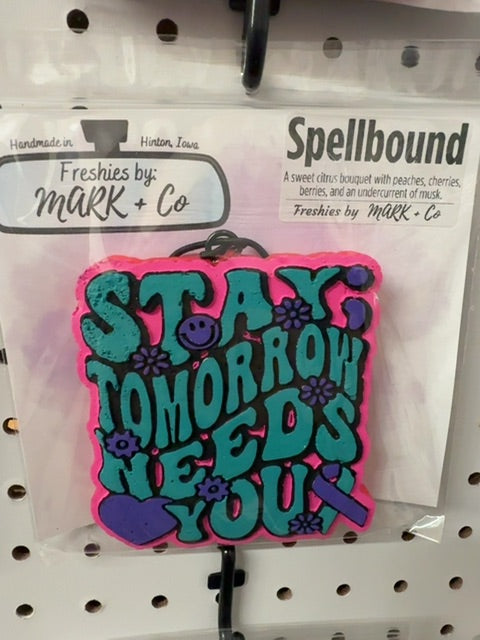 Handmade in Hinton, Iowa
Freshies by:
MARK + Co
Spellbound
A sweet citrus bouquet with peaches, cherries,
berries, and an undercurrent of musk.
Freshies by MARK + Co
STAY;
TOMORROW
NEEDS
YOU